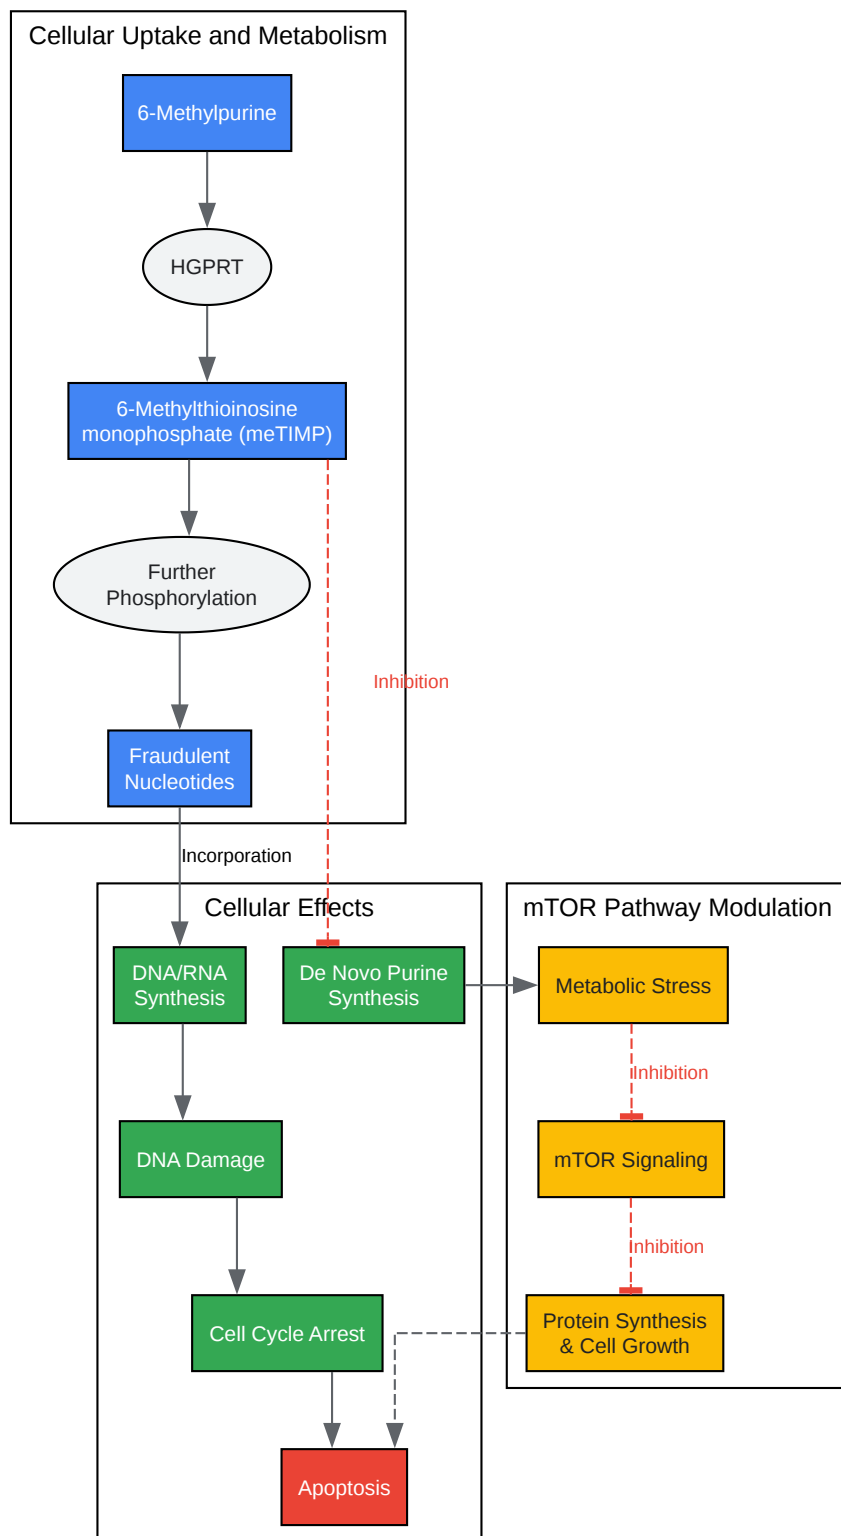 Cellular Uptake and Metabolism
6-Methylpurine
HGPRT
6-Methylthioinosine
monophosphate (meTIMP)
Further
Phosphorylation
Inhibition
Fraudulent
Nucleotides
Incorporation
Cellular Effects
DNA/RNA
Synthesis
De Novo Purine
Synthesis
DNA Damage
Cell Cycle Arrest
Apoptosis
mTOR Pathway Modulation
Metabolic Stress
Inhibition
mTOR Signaling
Inhibition
Protein Synthesis
& Cell Growth